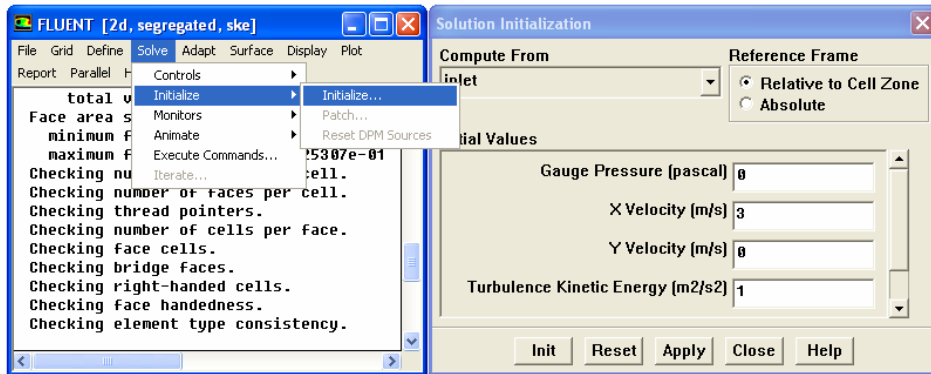 FLUENT [2d, segregated, ske]
File Grid Define Solve Adapt Surface Display Plot
Report Parallel
Controls
Initialize
Monitors
Animate
Execute Commands...
Iterate...
Initialize...
Patch...
Reset DPM Sources
total
Face area
minimum
maximum 25307e-01
Checking cell.
Checking number of faces per cell.
Checking thread pointers.
Checking number of cells per face.
Checking face cells.
Checking bridge faces.
Checking right-handed cells.
Checking face handedness.
Checking element type consistency.
Solution Initialization
Compute From
inlet
Reference Frame
Relative to Cell Zone
Absolute
Values
Gauge Pressure (pascal) 0
X Velocity (m/s) 3
Y Velocity (m/s) 0
Turbulence Kinetic Energy (m2/s2) 1
Init Reset Apply Close Help